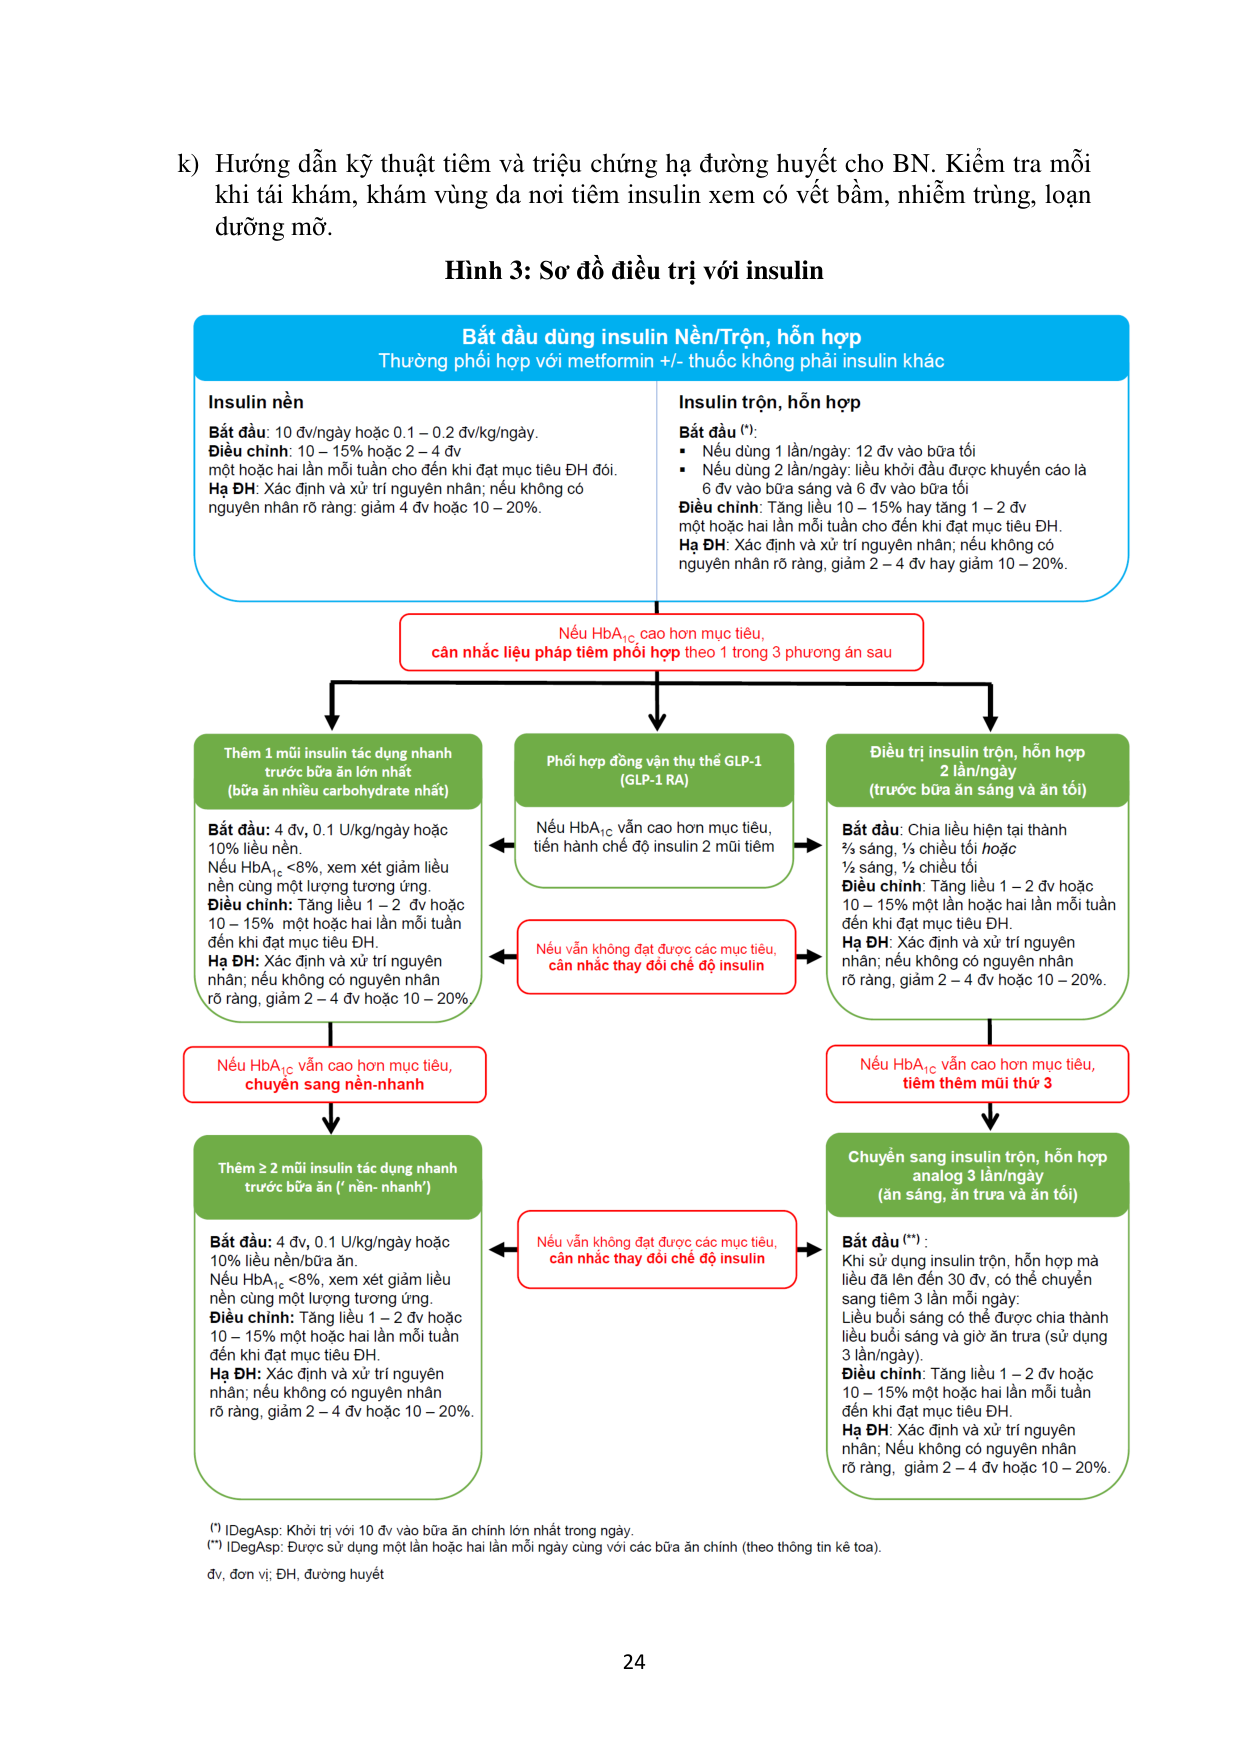 k) Hướng dẫn kỹ thuật tiêm và triệu chứng hạ đường huyết cho BN. Kiểm tra mỗi
khi tái khám, khám vùng da nơi tiêm insulin xem có vết bầm, nhiễm trùng, loạn
dưỡng mỡ.
Hình 3: Sơ đồ điều trị với insulin
Bắt đầu dùng insulin Nền/Trộn, hỗn hợp
Thường phối hợp với metformin +/- thuốc không phải insulin khác
Insulin nền
Bắt đầu: 10 đv/ngày hoặc 0.1 – 0.2 đv/kg/ngày.
Điều chỉnh: 10 – 15% hoặc 2 – 4 đv
một hoặc hai lần mỗi tuần cho đến khi đạt mục tiêu ĐH đói.
Hạ ĐH: Xác định và xử trí nguyên nhân; nếu không có
nguyên nhân rõ ràng: giảm 4 đv hoặc 10 – 20%.
Insulin trộn, hỗn hợp
Bắt đầu (*):
▪ Nếu dùng 1 lần/ngày: 12 đv vào bữa tối
▪ Nếu dùng 2 lần/ngày: liều khởi đầu được khuyến cáo là
6 đv vào bữa sáng và 6 đv vào bữa tối
Điều chỉnh: Tăng liều 10 – 15% hay tăng 1 – 2 đv
một hoặc hai lần mỗi tuần cho đến khi đạt mục tiêu ĐH.
Hạ ĐH: Xác định và xử trí nguyên nhân; nếu không có
nguyên nhân rõ ràng, giảm 2 – 4 đv hay giảm 10 – 20%.
Nếu HbA1C cao hơn mục tiêu,
cân nhắc liệu pháp tiêm phối hợp theo 1 trong 3 phương án sau
Thêm 1 mũi insulin tác dụng nhanh
trước bữa ăn lớn nhất
(bữa ăn nhiều carbohydrate nhất)
Bắt đầu: 4 đv, 0.1 U/kg/ngày hoặc
10% liều nền.
Nếu HbA1c <8%, xem xét giảm liều
nền cùng một lượng tương ứng.
Điều chỉnh: Tăng liều 1 – 2 đv hoặc
10 – 15% một hoặc hai lần mỗi tuần
đến khi đạt mục tiêu ĐH.
Hạ ĐH: Xác định và xử trí nguyên
nhân; nếu không có nguyên nhân
rõ ràng, giảm 2 – 4 đv hoặc 10 – 20%.
Phối hợp đồng vận thụ thể GLP-1
(GLP-1 RA)
Nếu HbA1C vẫn cao hơn mục tiêu,
tiến hành chế độ insulin 2 mũi tiêm
Nếu vẫn không đạt được các mục tiêu,
cân nhắc thay đổi chế độ insulin
Điều trị insulin trộn, hỗn hợp
2 lần/ngày
(trước bữa ăn sáng và ăn tối)
Bắt đầu: Chia liều hiện tại thành
⅔ sáng, ⅓ chiều tối hoặc
½ sáng, ½ chiều tối
Điều chỉnh: Tăng liều 1 – 2 đv hoặc
10 – 15% một lần hoặc hai lần mỗi tuần
đến khi đạt mục tiêu ĐH.
Hạ ĐH: Xác định và xử trí nguyên
nhân; nếu không có nguyên nhân
rõ ràng, giảm 2 – 4 đv hoặc 10 – 20%.
Nếu HbA1C vẫn cao hơn mục tiêu,
chuyển sang nền-nhanh
Nếu HbA1C vẫn cao hơn mục tiêu,
tiêm thêm mũi thứ 3
Thêm ≥ 2 mũi insulin tác dụng nhanh
trước bữa ăn (‘ nền- nhanh’)
Bắt đầu: 4 đv, 0.1 U/kg/ngày hoặc
10% liều nền/bữa ăn.
Nếu HbA1c <8%, xem xét giảm liều
nền cùng một lượng tương ứng.
Điều chỉnh: Tăng liều 1 – 2 đv hoặc
10 – 15% một hoặc hai lần mỗi tuần
đến khi đạt mục tiêu ĐH.
Hạ ĐH: Xác định và xử trí nguyên
nhân; nếu không có nguyên nhân
rõ ràng, giảm 2 – 4 đv hoặc 10 – 20%.
Nếu vẫn không đạt được các mục tiêu,
cân nhắc thay đổi chế độ insulin
Chuyển sang insulin trộn, hỗn hợp
analog 3 lần/ngày
(ăn sáng, ăn trưa và ăn tối)
Bắt đầu (**) :
Khi sử dụng insulin trộn, hỗn hợp mà
liều đã lên đến 30 đv, có thể chuyển
sang tiêm 3 lần mỗi ngày:
Liều buổi sáng có thể được chia thành
liều buổi sáng và giờ ăn trưa (sử dụng
3 lần/ngày).
Điều chỉnh: Tăng liều 1 – 2 đv hoặc
10 – 15% một hoặc hai lần mỗi tuần
đến khi đạt mục tiêu ĐH.
Hạ ĐH: Xác định và xử trí nguyên
nhân; Nếu không có nguyên nhân
rõ ràng, giảm 2 – 4 đv hoặc 10 – 20%.
(*) IDegAsp: Khởi trị với 10 đv vào bữa ăn chính lớn nhất trong ngày.
(**) IDegAsp: Được sử dụng một lần hoặc hai lần mỗi ngày cùng với các bữa ăn chính (theo thông tin kê toa).
đv, đơn vị; ĐH, đường huyết
24